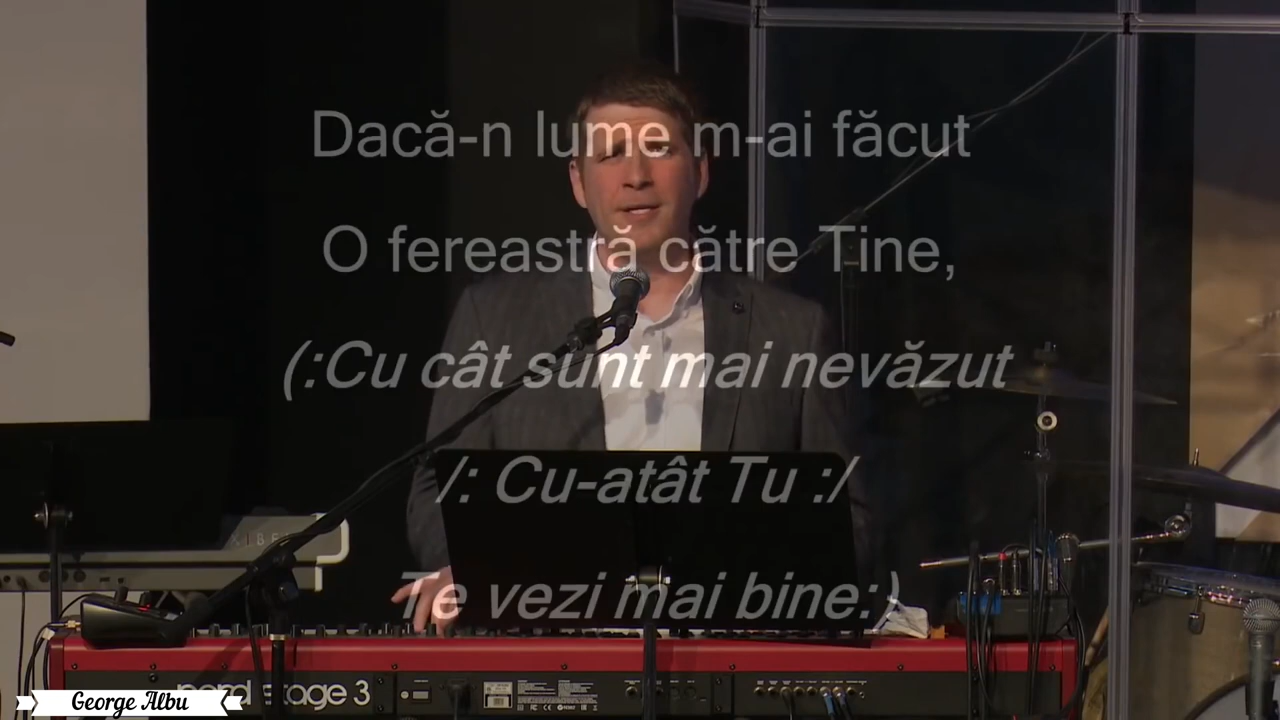 Dacă-n lume m-ai făcut
O fereastră către Tine,
(:Cu cât sunt mai nevăzut
/: Cu-atât Tu :/
Te vezi mai bine:)
nord stage 3
George Albu